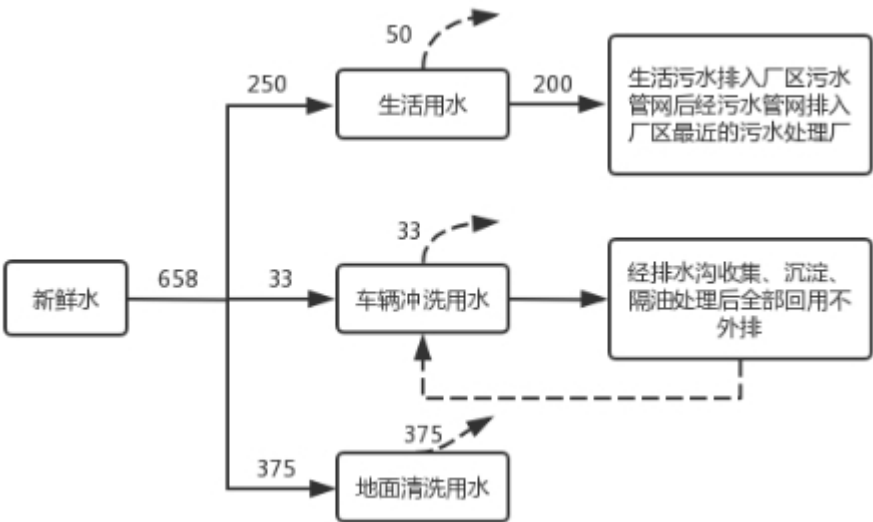 50
250
生活用水
200
生活污水排入厂区污水
管网后经污水管网排入
厂区最近的污水处理厂
新鲜水
658
33
33
车辆冲洗用水
经排水沟收集、沉淀、
隔油处理后全部回用不
外排
375
375
地面清洗用水